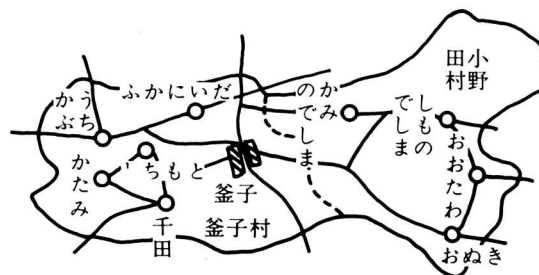 小野
田村
かみ
のでしま
しもの
でしま
おおたわ
おぬき
ふかにいだ
うち
かぶ
かたみ
ちもと
釜子
釜子村
千田